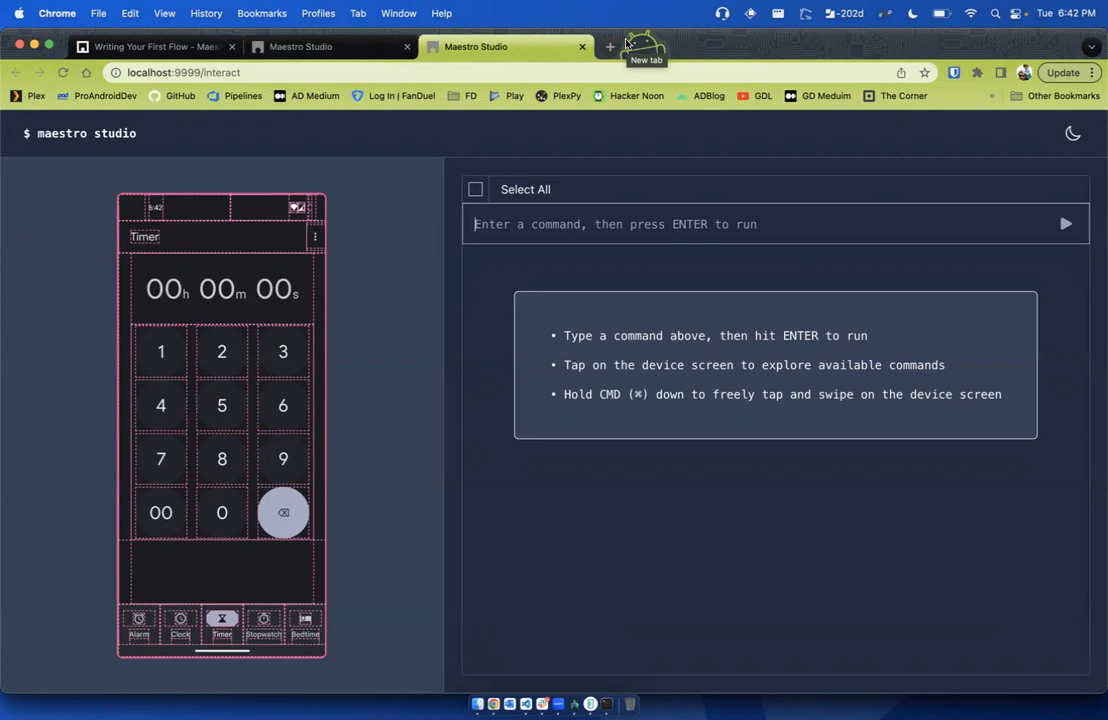 Chrome File Edit View History Bookmarks Profiles Tab Window Help -202d Tue 6:42 PM
Writing Your First Flow - Maes Maestro Studio Maestro Studio
New tab
localhost:9999/interact Update
Plex ProAndroidDev GitHub Pipelines AD Medium Log In | FanDuel FD Play PlexPy Hacker Noon ADBlog GDL GD Meduim The Corner » Other Bookmarks
$ maestro studio
Select All
Enter a command, then press ENTER to run
• Type a command above, then hit ENTER to run
• Tap on the device screen to explore available commands
• Hold CMD (⌘) down to freely tap and swipe on the device screen
6:42
Timer
00h 00m 00s
1 2 3
4 5 6
7 8 9
00 0
Alarm Clock Timer Stopwatch Bedtime